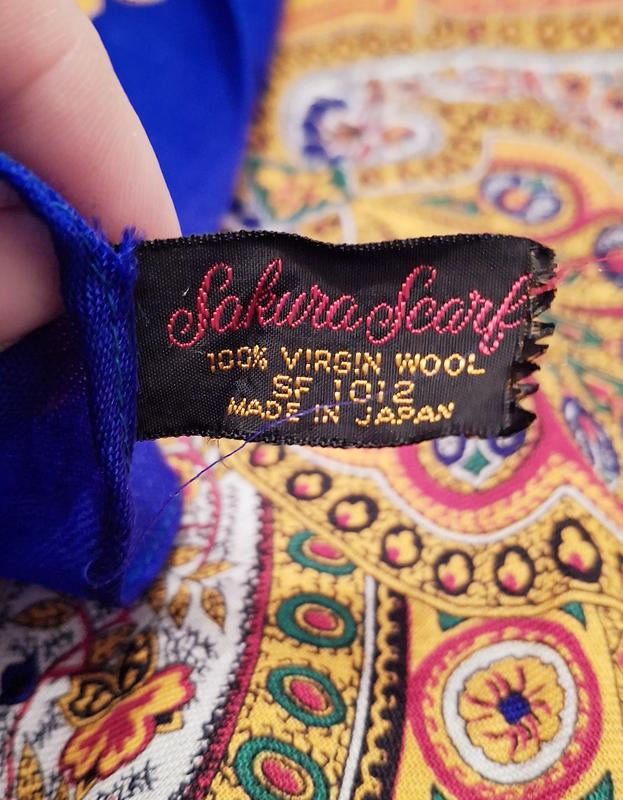 Sakura Scarf
100% VIRGIN WOOL
SF 1012
MADE IN JAPAN